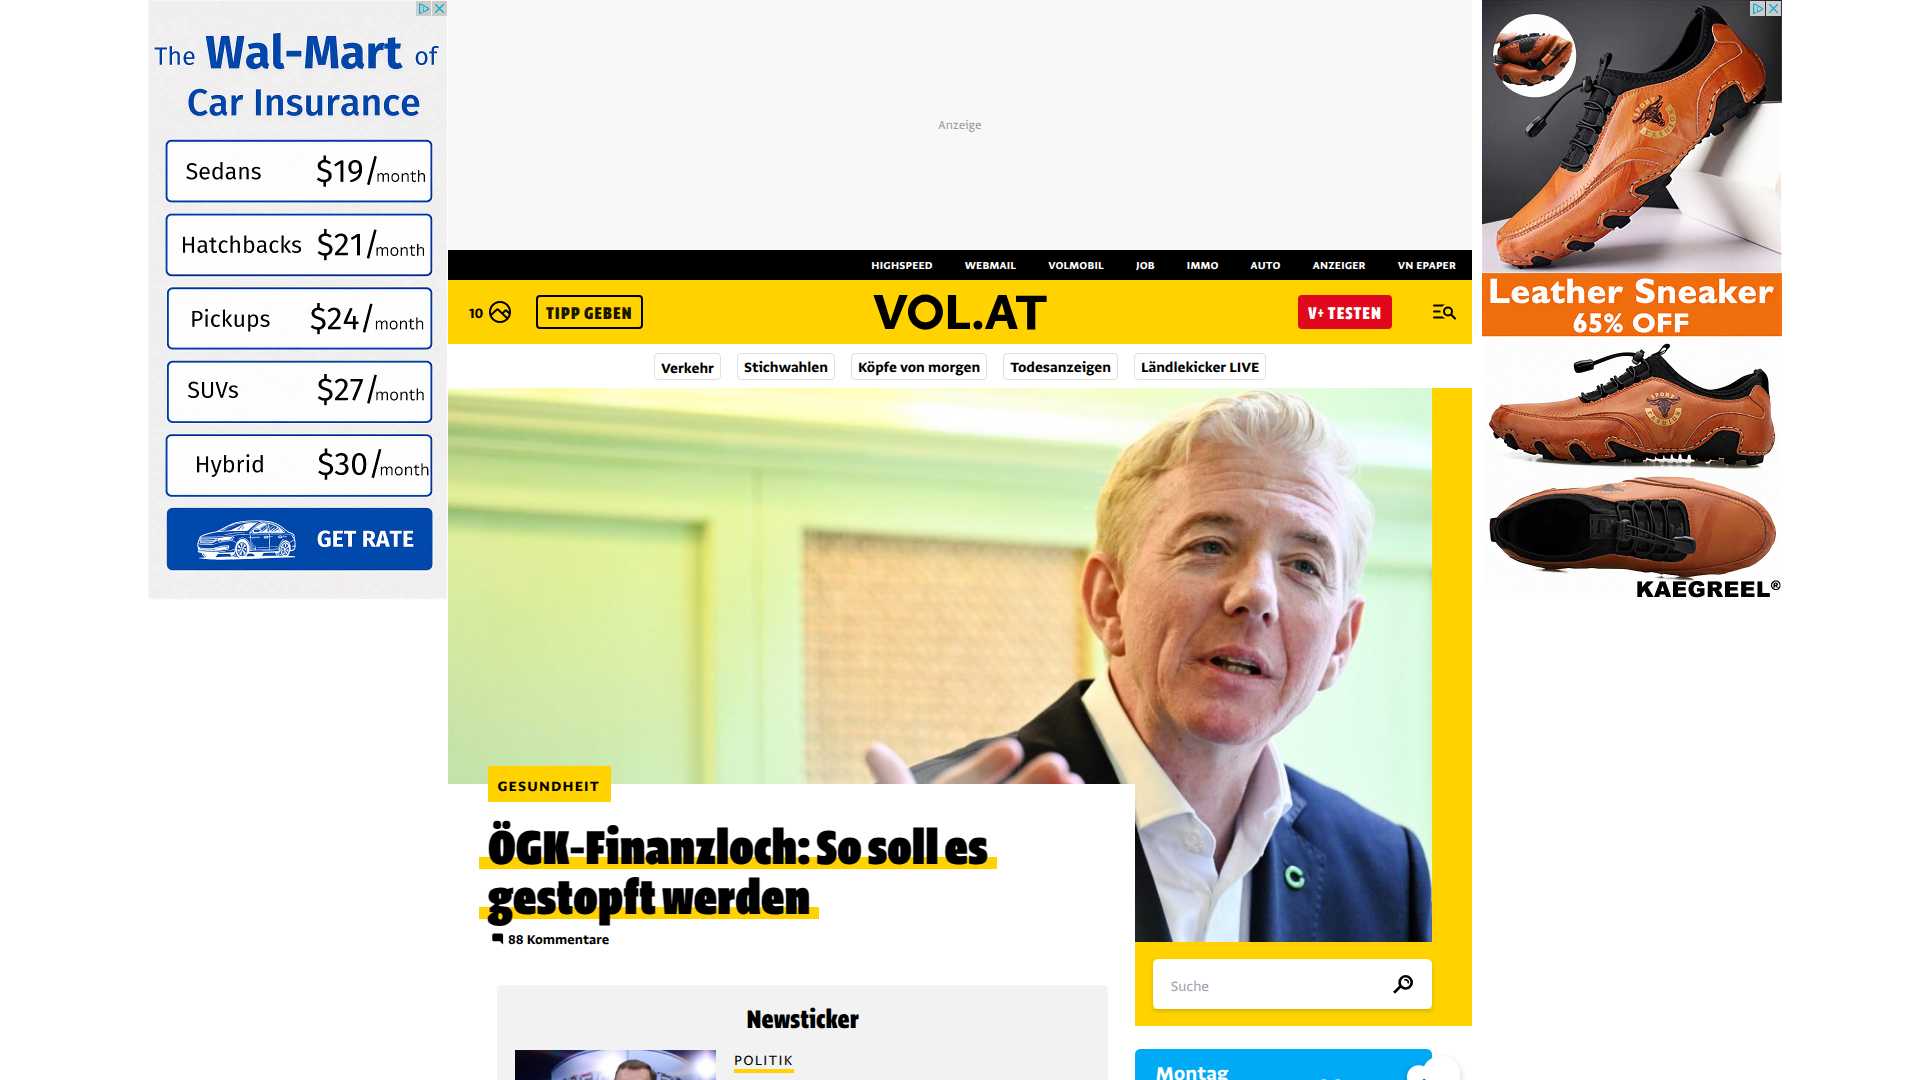 The Wal-Mart of
Car Insurance
Sedans $19/month
Hatchbacks $21/month
Pickups $24/month
SUVs $27/month
Hybrid $30/month
GET RATE
Anzeige
HIGHSPEED WEBMAIL VOLMOBIL JOB IMMO AUTO ANZEIGER VN EPAPER
10 TIPP GEBEN VOL.AT V+ TESTEN
Verkehr Stichwahlen Köpfe von morgen Todesanzeigen Ländlekicker LIVE
GESUNDHEIT
ÖGK-Finanzloch: So soll es
gestopft werden
88 Kommentare
Suche
Newsticker
POLITIK
Montag
Leather Sneaker
65% OFF
KAEGREEL®